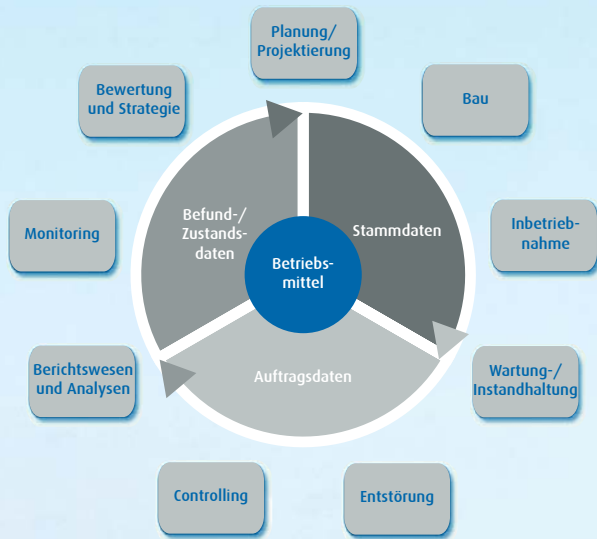 Planung/
Projektierung
Bewertung
und Strategie
Bau
Befund-/
Zustands-
daten
Stammdaten
Monitoring
Inbetrieb-
nahme
Betriebs-
mittel
Berichtswesen
und Analysen
Auftragsdaten
Wartung-/
Instandhaltung
Controlling
Entstörung